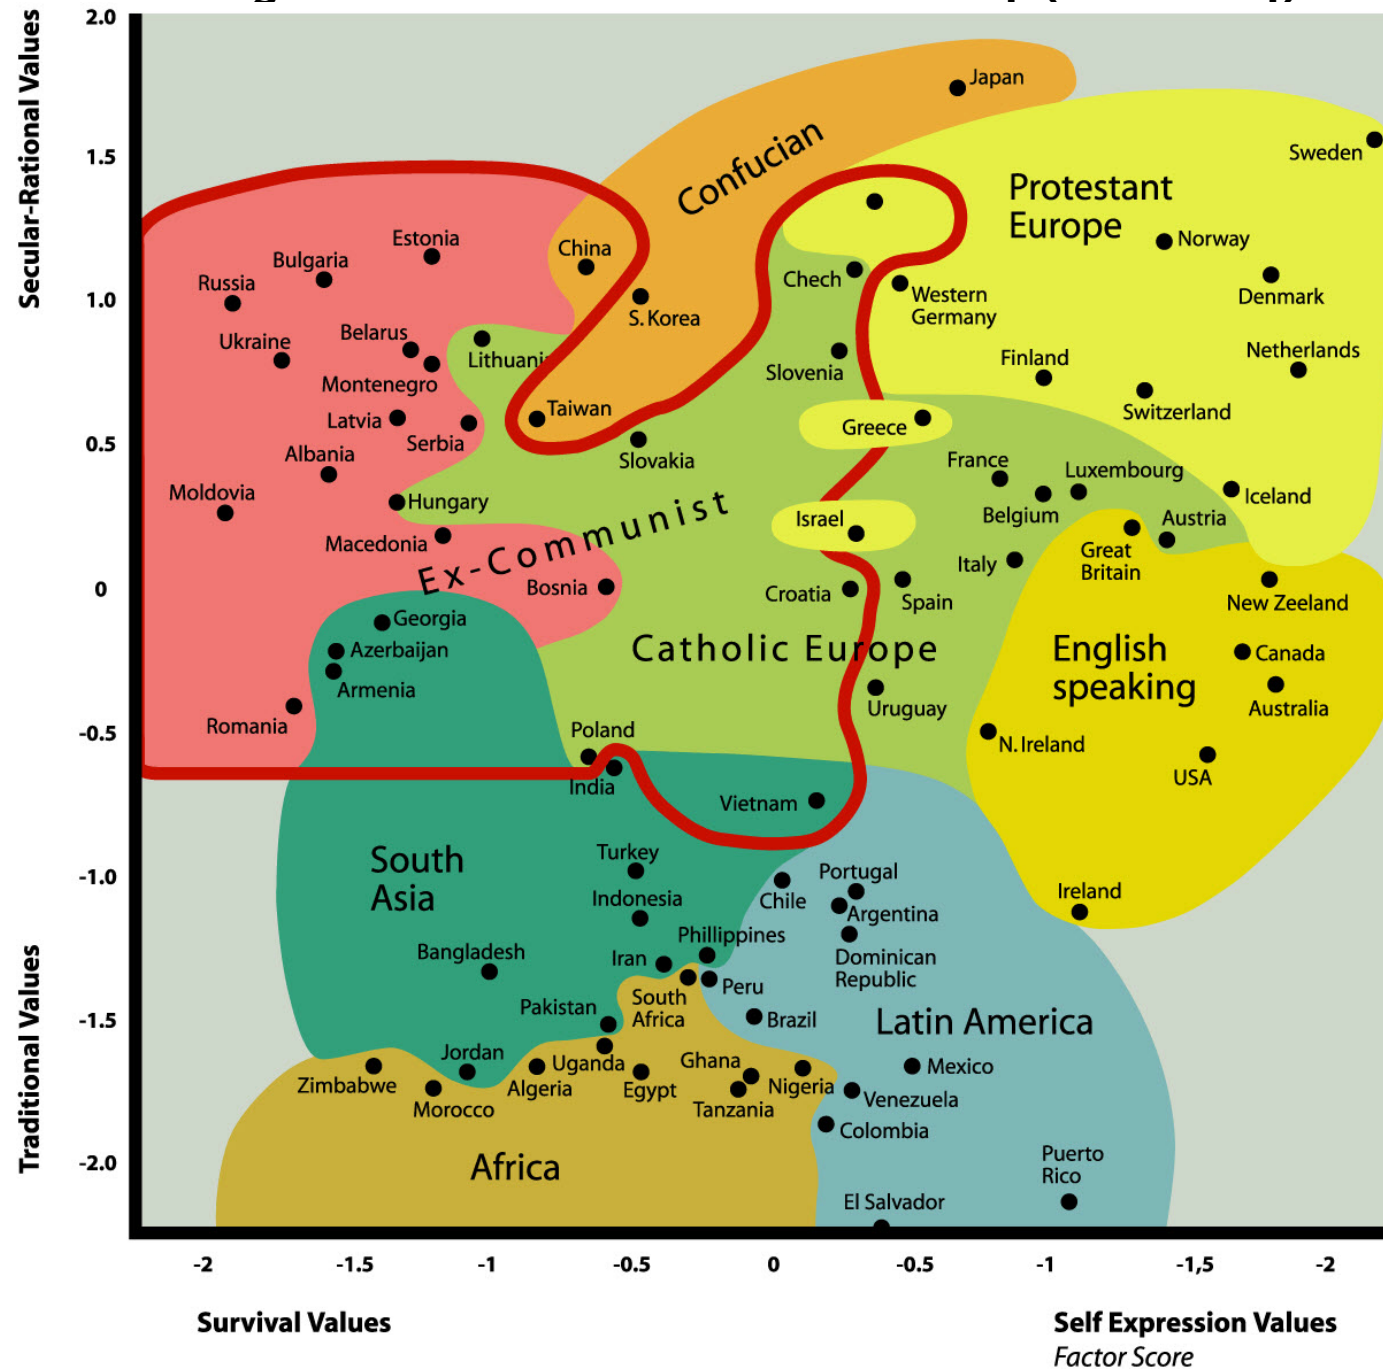 2.0
Secular-Rational Values
Japan
1.5
Confucian
Sweden
Protestant
Europe
Estonia
China
Norway
Bulgaria
Russia
Chech
1.0
Western
Germany
Denmark
S. Korea
Ukraine
Belarus
Lithuania
Slovenia
Finland
Netherlands
Montenegro
Latvia
Taiwan
Switzerland
Serbia
Greece
0.5
Albania
Slovakia
France
Luxembourg
Moldovia
Hungary
Belgium
Iceland
Israel
Austria
Macedonia
Ex-Communist
Great
Britain
Italy
0
Bosnia
Croatia
Spain
New Zeeland
Georgia
Azerbaijan
Catholic Europe
English
speaking
Canada
Armenia
Uruguay
Australia
Romania
-0.5
Poland
N. Ireland
India
USA
Vietnam
South
Asia
Turkey
-1.0
Portugal
Indonesia
Chile
Argentina
Ireland
Phillippines
Bangladesh
Iran
Dominican
Republic
Traditional Values
Peru
Pakistan
South
Africa
-1.5
Brazil
Latin America
Jordan
Uganda
Ghana
Mexico
Zimbabwe
Algeria
Egypt
Nigeria
Morocco
Tanzania
Venezuela
Colombia
-2.0
Africa
Puerto
Rico
El Salvador
-2 -1.5 -1 -0.5 0 -0.5 -1 -1,5 -2
Survival Values
Self Expression Values
Factor Score